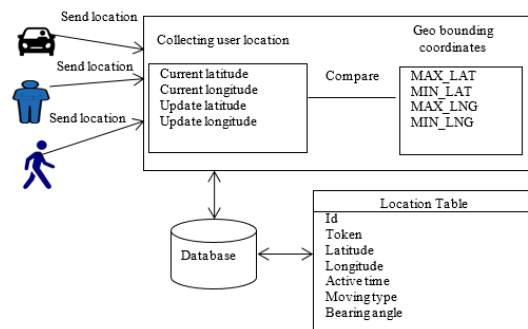 Send location
Send location
Send location
Collecting user location
Current latitude
Current longitude
Update latitude
Update longitude
Compare
Geo bounding
coordinates
MAX_LAT
MIN_LAT
MAX_LNG
MIN_LNG
Database
Location Table
Id
Token
Latitude
Longitude
Active time
Moving type
Bearing angle